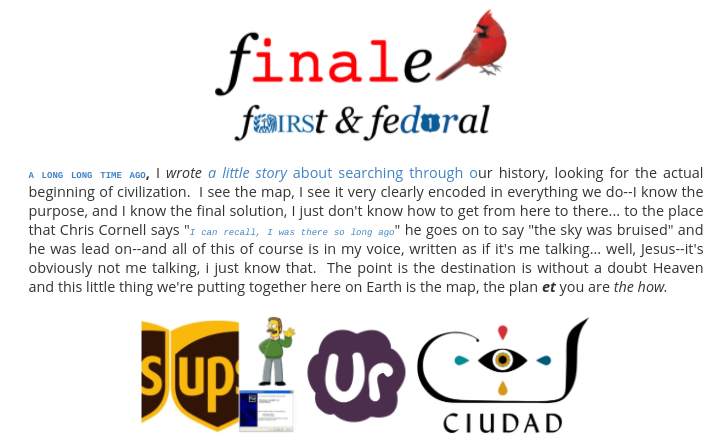 finale
fairst & fedoral
A LONG LONG TIME AGO, I wrote a little story about searching through our history, looking for the actual
beginning of civilization. I see the map, I see it very clearly encoded in everything we do--I know the
purpose, and I know the final solution, I just don't know how to get from here to there... to the place
that Chris Cornell says "I can recall, I was there so long ago" he goes on to say "the sky was bruised" and
he was lead on--and all of this of course is in my voice, written as if it's me talking... well, Jesus--it's
obviously not me talking, i just know that. The point is the destination is without a doubt Heaven
and this little thing we're putting together here on Earth is the map, the plan et you are the how.
s ups Ur
CIUDAD